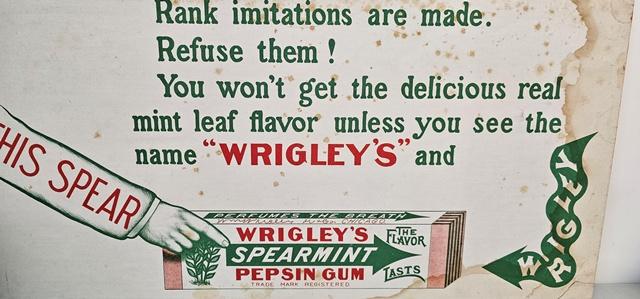 Rank imitations are made.
Refuse them!
You won't get the delicious real
mint leaf flavor unless you see the
name "WRIGLEY'S" and
THIS SPEAR
PERFUMES THE BREATH
CHICAGO
WRIGLEY'S
SPEARMINT
PEPSIN GUM
TRADE MARK REGISTERED
THE
FLAVOR
LASTS
WRIGLEY